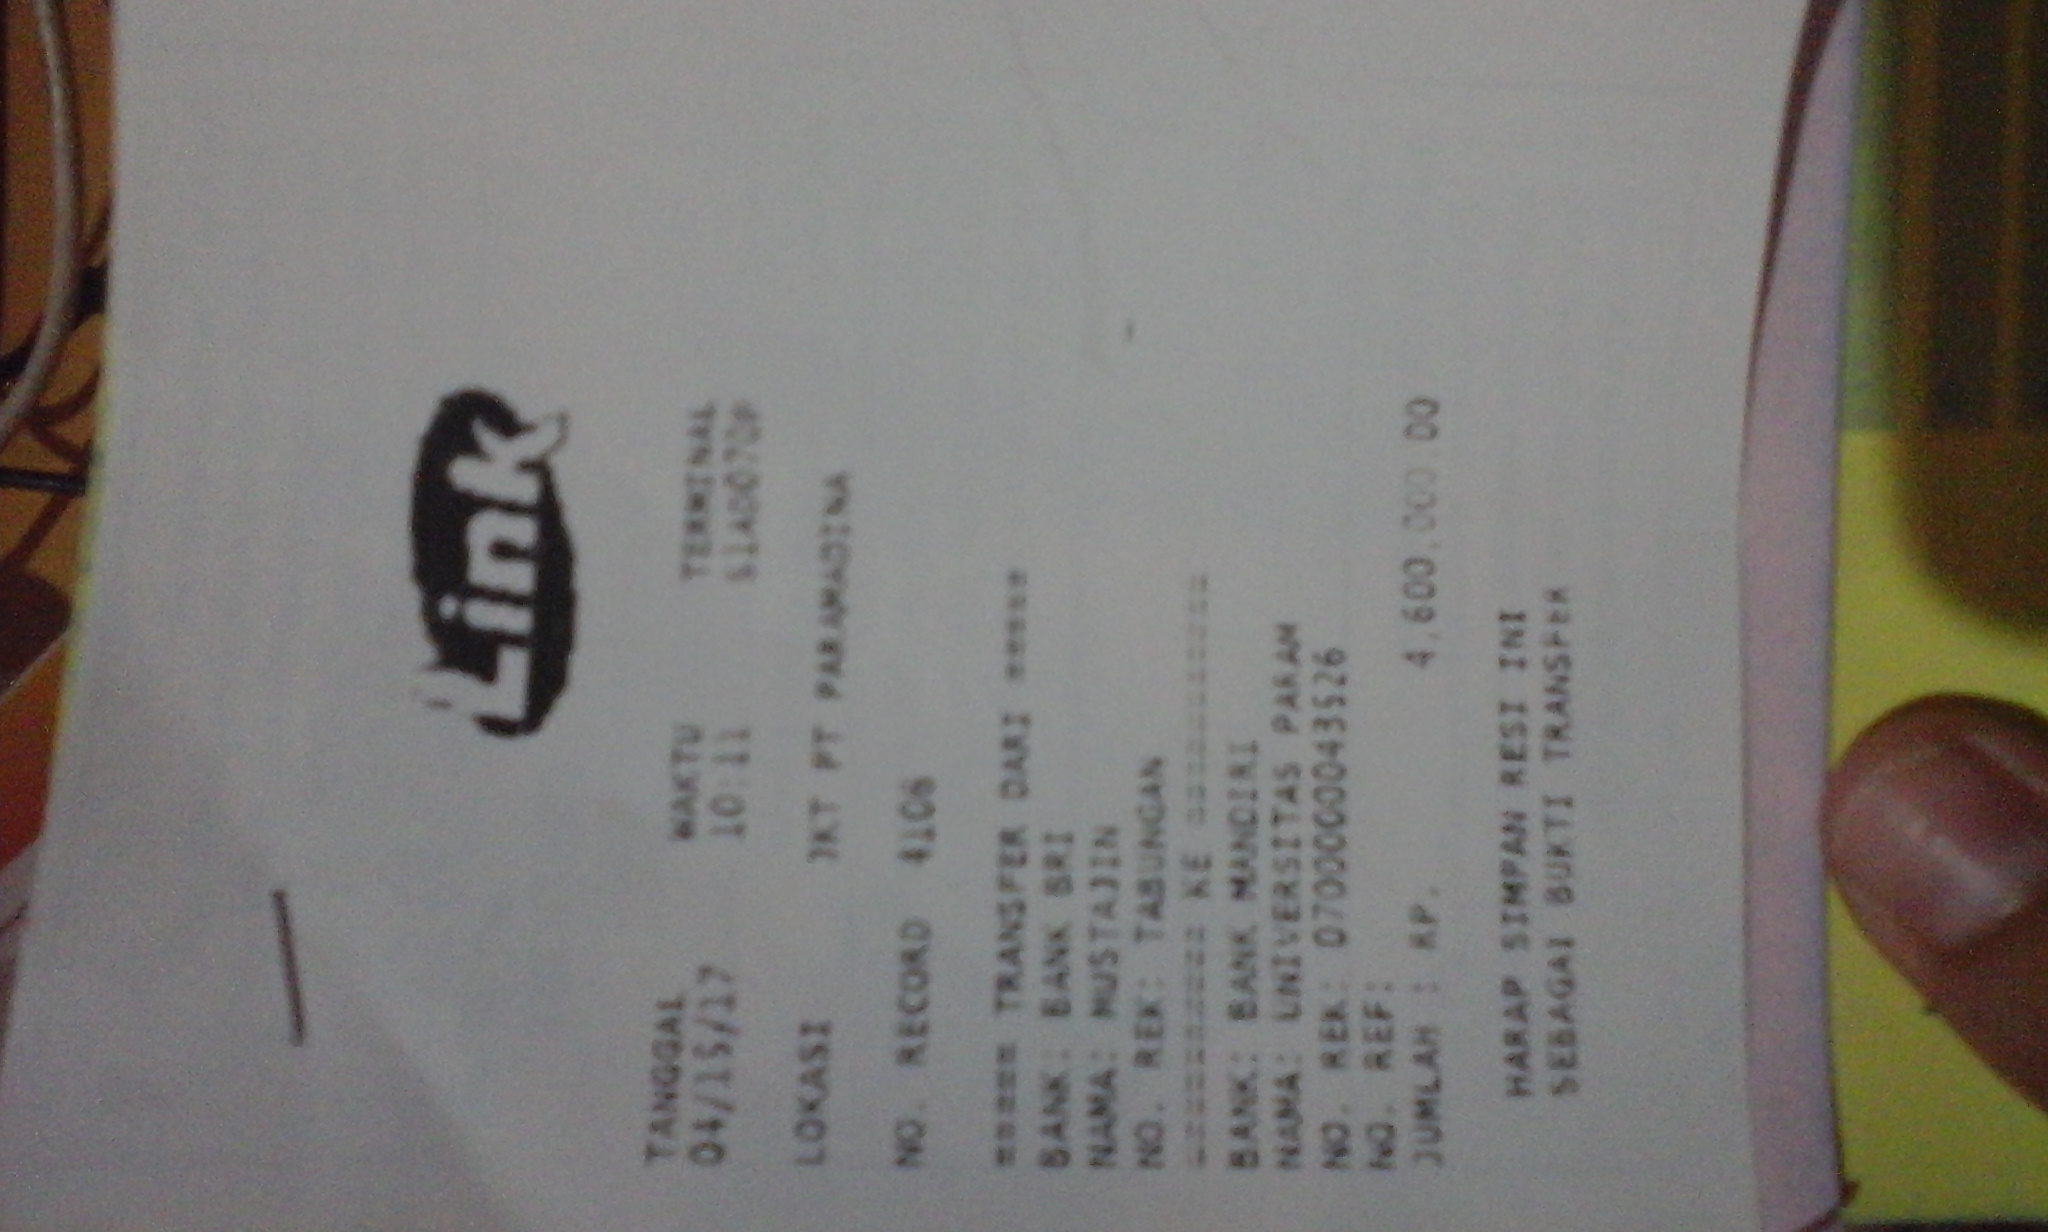 Link
TANGGAL WAKTU TERMINAL
04/15/17 10:11 S1AD070P
LOKASI JKT PT PARAMADINA
NO. RECORD 4106
===== TRANSFER DARI =====
BANK: BANK BRI
NAMA: MUSTAJIN
NO. REK: TABUNGAN
========== KE ==========
BANK: BANK MANDIRI
NAMA: UNIVERSITAS PARAM
NO. REK: 0700000043526
NO. REF:
JUMLAH : RP. 4,600,000.00
HARAP SIMPAN RESI INI
SEBAGAI BUKTI TRANSFER